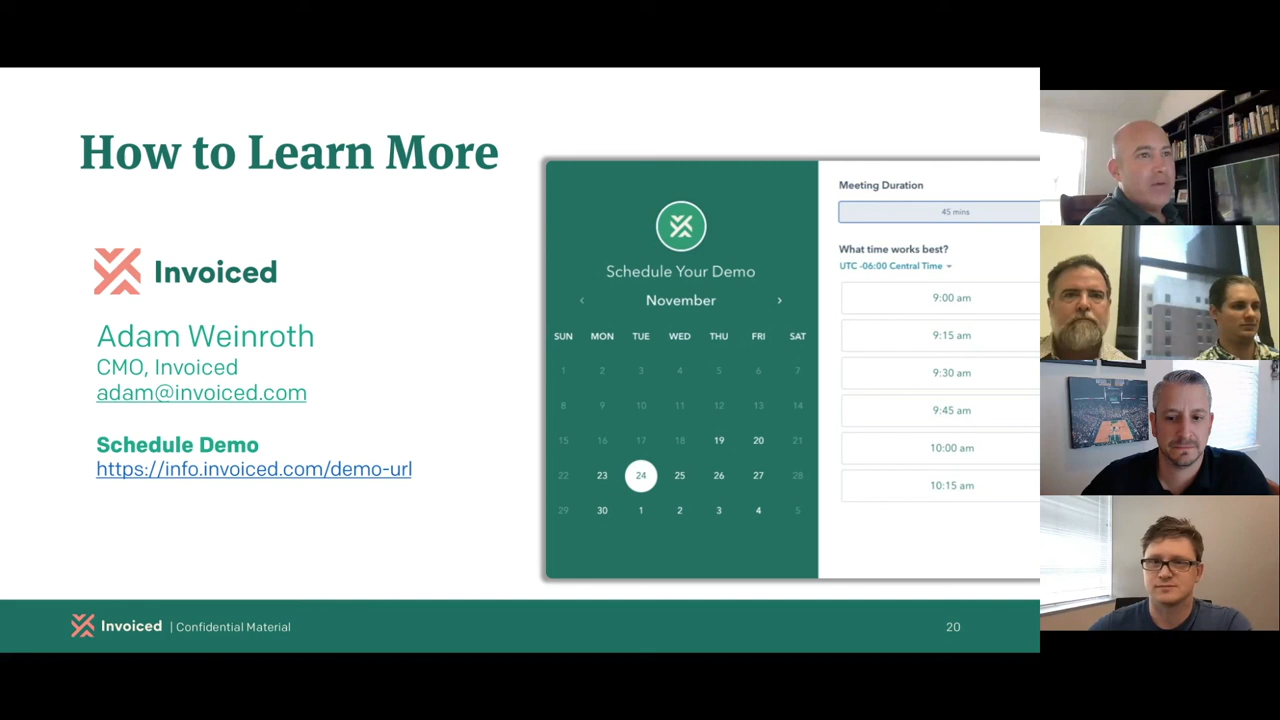 How to Learn More
Invoiced
Adam Weinroth
CMO, Invoiced
adam@invoiced.com
Schedule Demo
https://info.invoiced.com/demo-url
Schedule Your Demo
‹ November ›
SUN MON TUE WED THU FRI SAT
1 2 3 4 5 6 7
8 9 10 11 12 13 14
15 16 17 18 19 20 21
22 23 24 25 26 27 28
29 30 1 2 3 4 5
Meeting Duration
45 mins
What time works best?
UTC -06:00 Central Time
9:00 am
9:15 am
9:30 am
9:45 am
10:00 am
10:15 am
Invoiced | Confidential Material
20